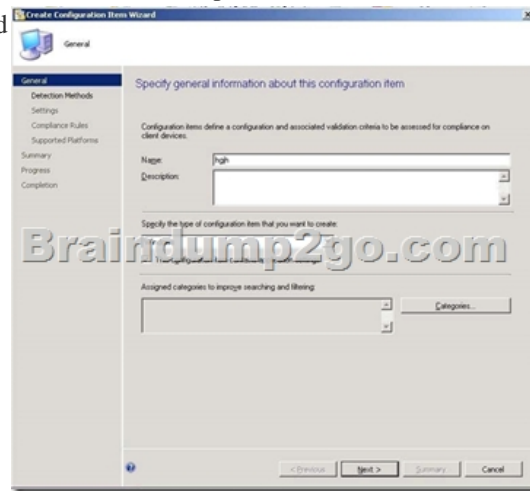 d
Create Configuration Item Wizard
General
General
Detection Methods
Settings
Compliance Rules
Supported Platforms
Summary
Progress
Completion
Specify general information about this configuration item
Configuration items define a configuration and associated validation criteria to be assessed for compliance on
client devices.
Name:
hgjh
Description:
Specify the type of configuration item that you want to create:
Braindump2go.com
Assigned categories to improve searching and filtering:
Categories...
< Previous
Next >
Summary
Cancel